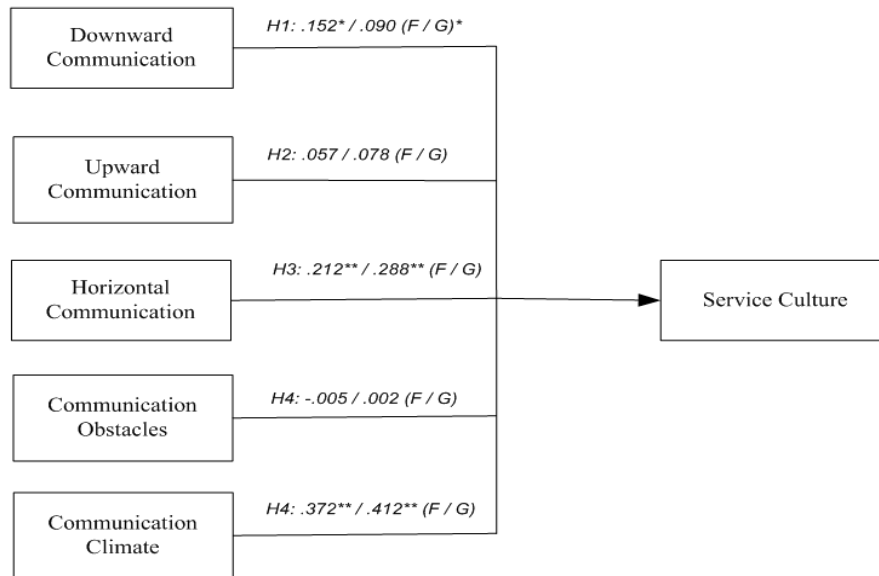 Downward
Communication
H1: .152* / .090 (F / G)*
Upward
Communication
H2: .057 / .078 (F / G)
Horizontal
Communication
H3: .212** / .288** (F / G)
Service Culture
Communication
Obstacles
H4: -.005 / .002 (F / G)
Communication
Climate
H4: .372** / .412** (F / G)